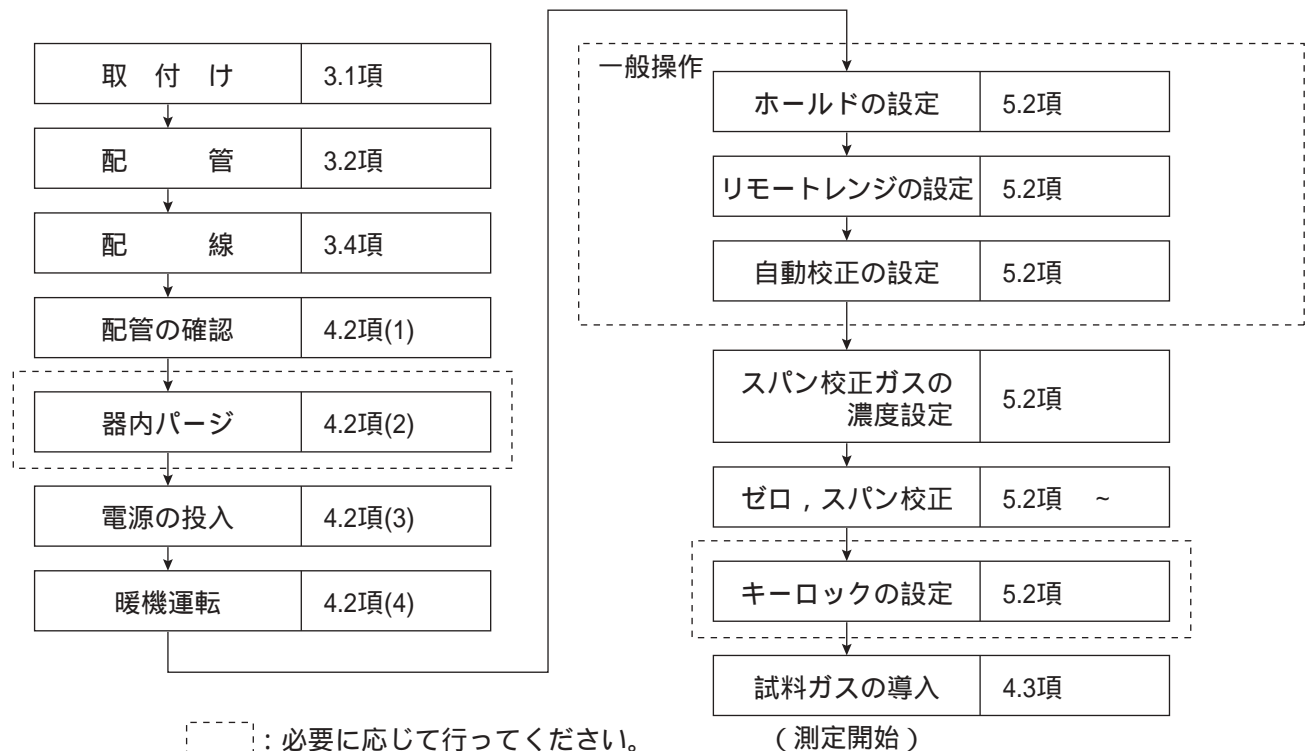 取 付 け 3.1項
配 管 3.2項
配 線 3.4項
配管の確認 4.2項(1)
器内パージ 4.2項(2)
電源の投入 4.2項(3)
暖機運転 4.2項(4)
一般操作
ホールドの設定 5.2項
リモートレンジの設定 5.2項
自動校正の設定 5.2項
スパン校正ガスの
濃度設定 5.2項
ゼロ，スパン校正 5.2項 ~
キーロックの設定 5.2項
試料ガスの導入 4.3項
（測定開始）
：必要に応じて行ってください。